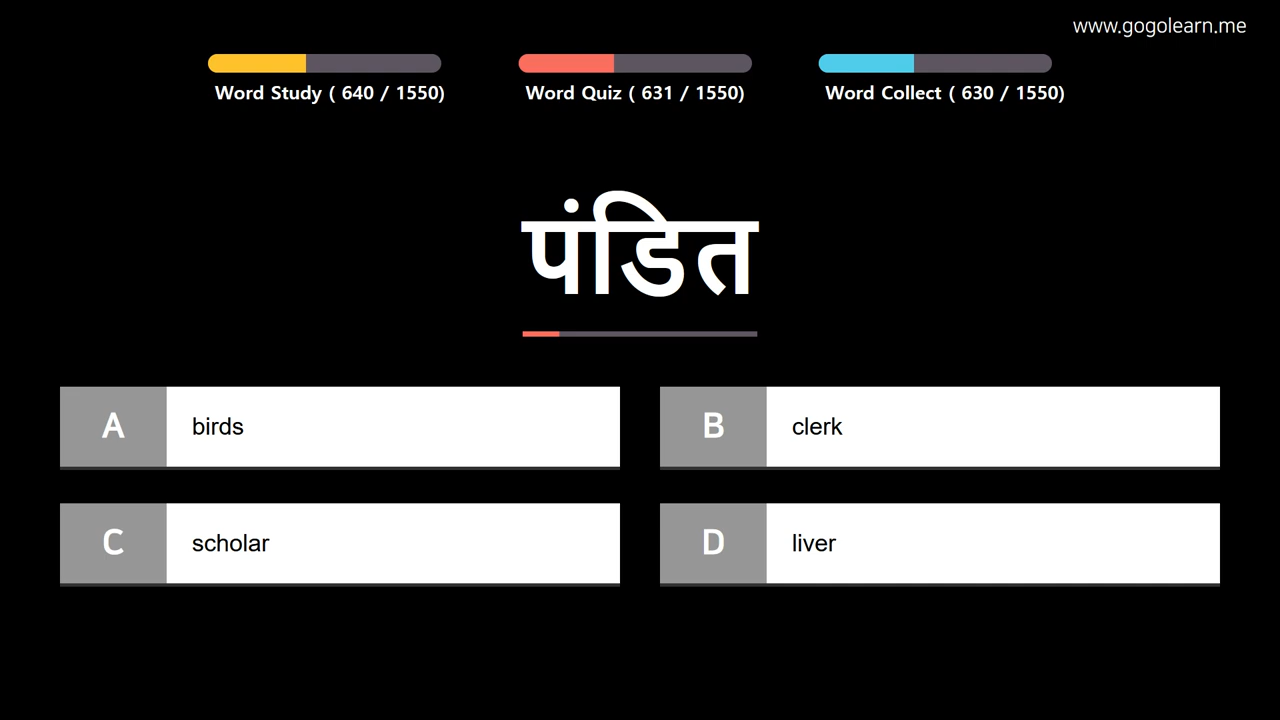 www.gogolearn.me
Word Study ( 640 / 1550)
Word Quiz ( 631 / 1550)
Word Collect ( 630 / 1550)
पंडित
A birds
B clerk
C scholar
D liver